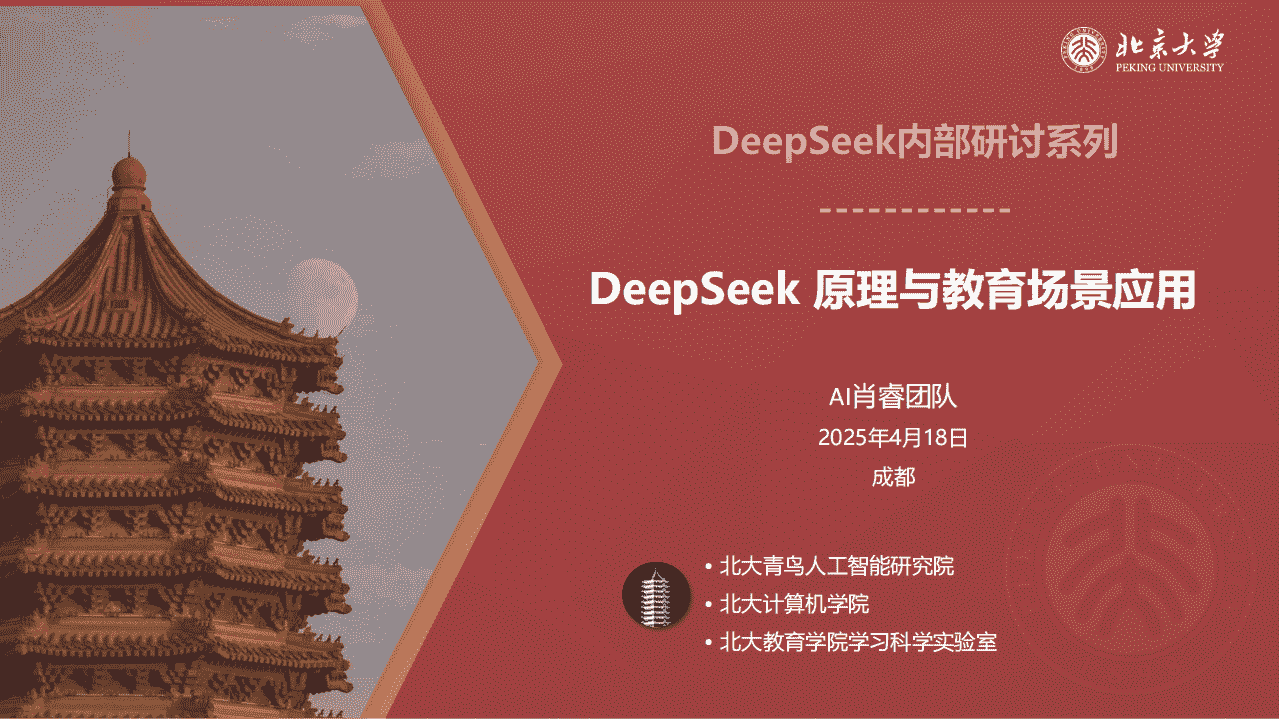 北京大学
PEKING UNIVERSITY
DeepSeek内部研讨系列
DeepSeek 原理与教育场景应用
AI肖睿团队
2025年4月18日
成都
• 北大青鸟人工智能研究院
• 北大计算机学院
• 北大教育学院学习科学实验室